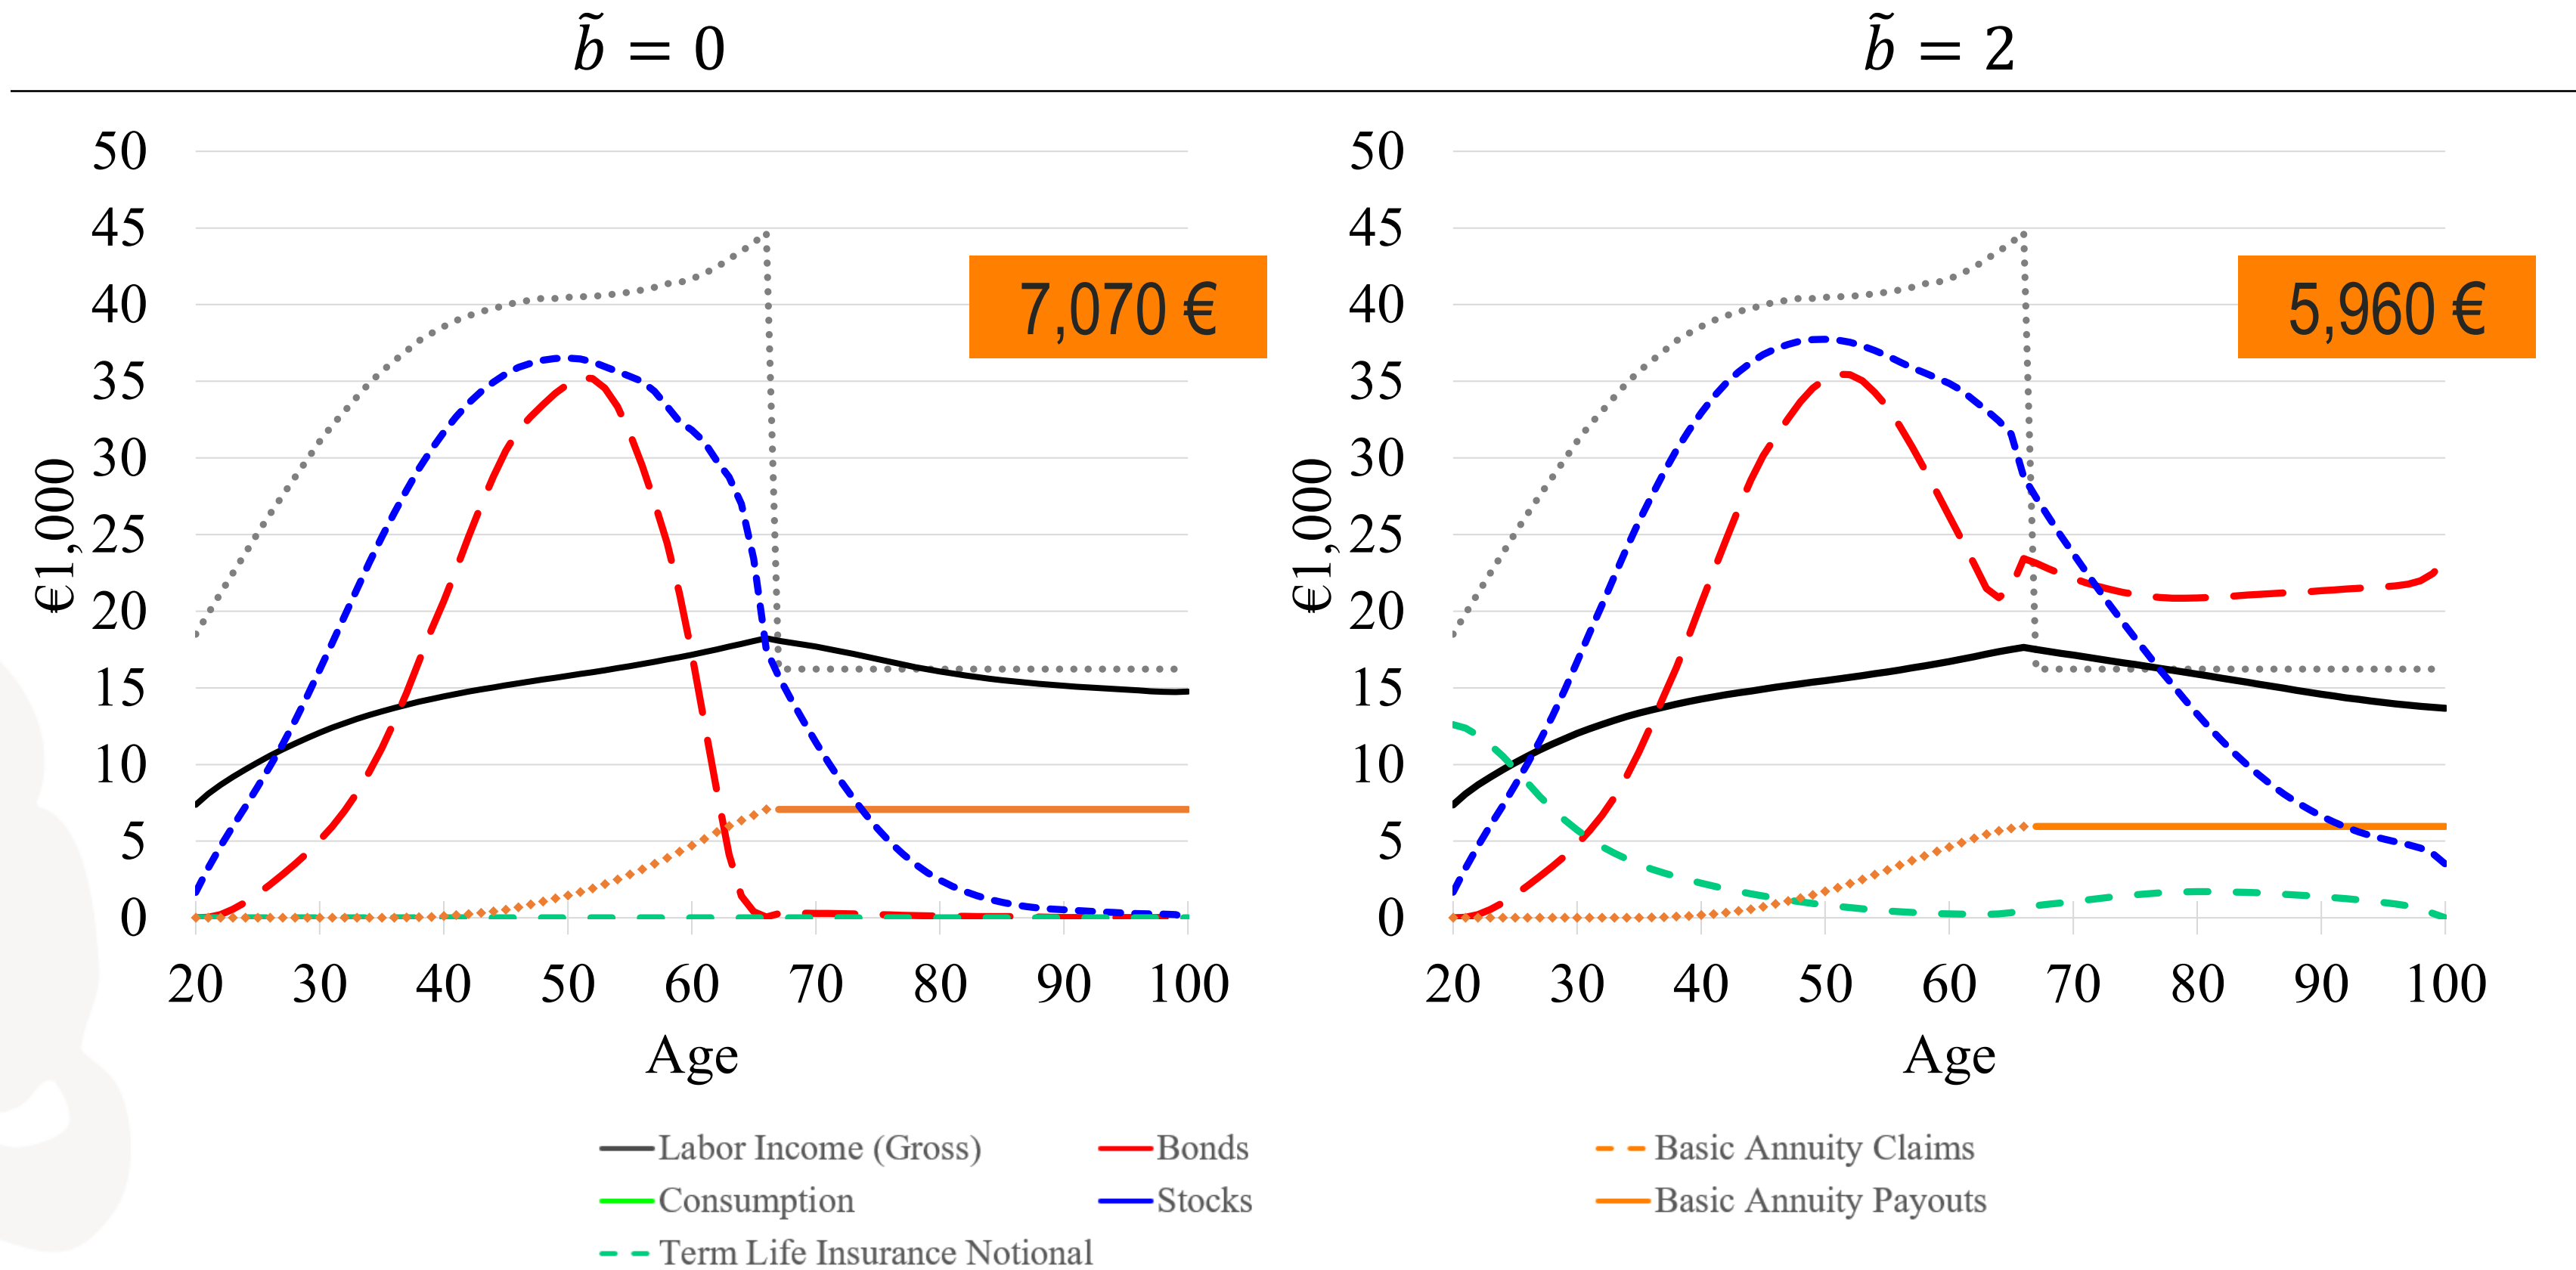 b̃ = 0
b̃ = 2
50
45
40
35
30
25
20
15
10
5
0
€1,000
7,070 €
20 30 40 50 60 70 80 90 100
Age
50
45
40
35
30
25
20
15
10
5
0
€1,000
5,960 €
20 30 40 50 60 70 80 90 100
Age
Labor Income (Gross) Bonds Basic Annuity Claims
Consumption Stocks Basic Annuity Payouts
Term Life Insurance Notional